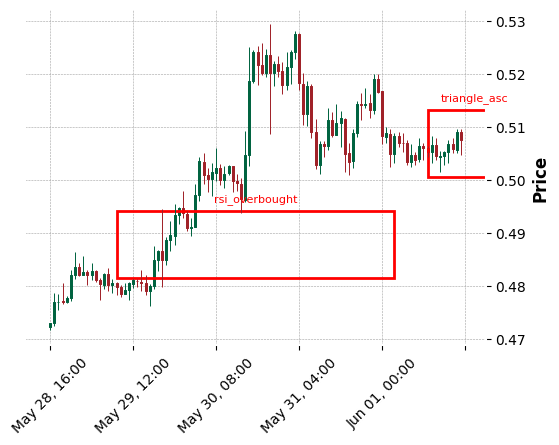 0.53
0.52
triangle_asc
0.51
0.50
rsi_overbought
0.49
0.48
0.47
Price
May 28, 16:00
May 29, 12:00
May 30, 08:00
May 31, 04:00
Jun 01, 00:00